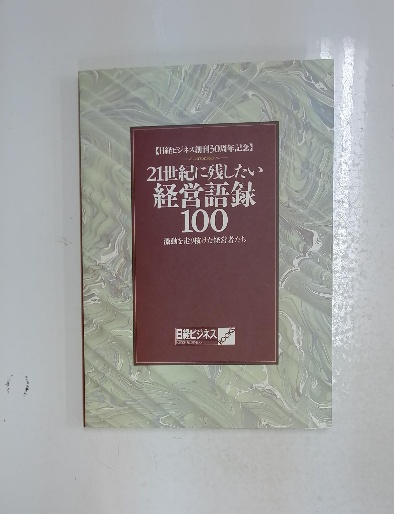 【日経ビジネス創刊30周年記念】
21世紀に残したい
経営語録
100
激動を走り抜けた経営者たち
日経ビジネス